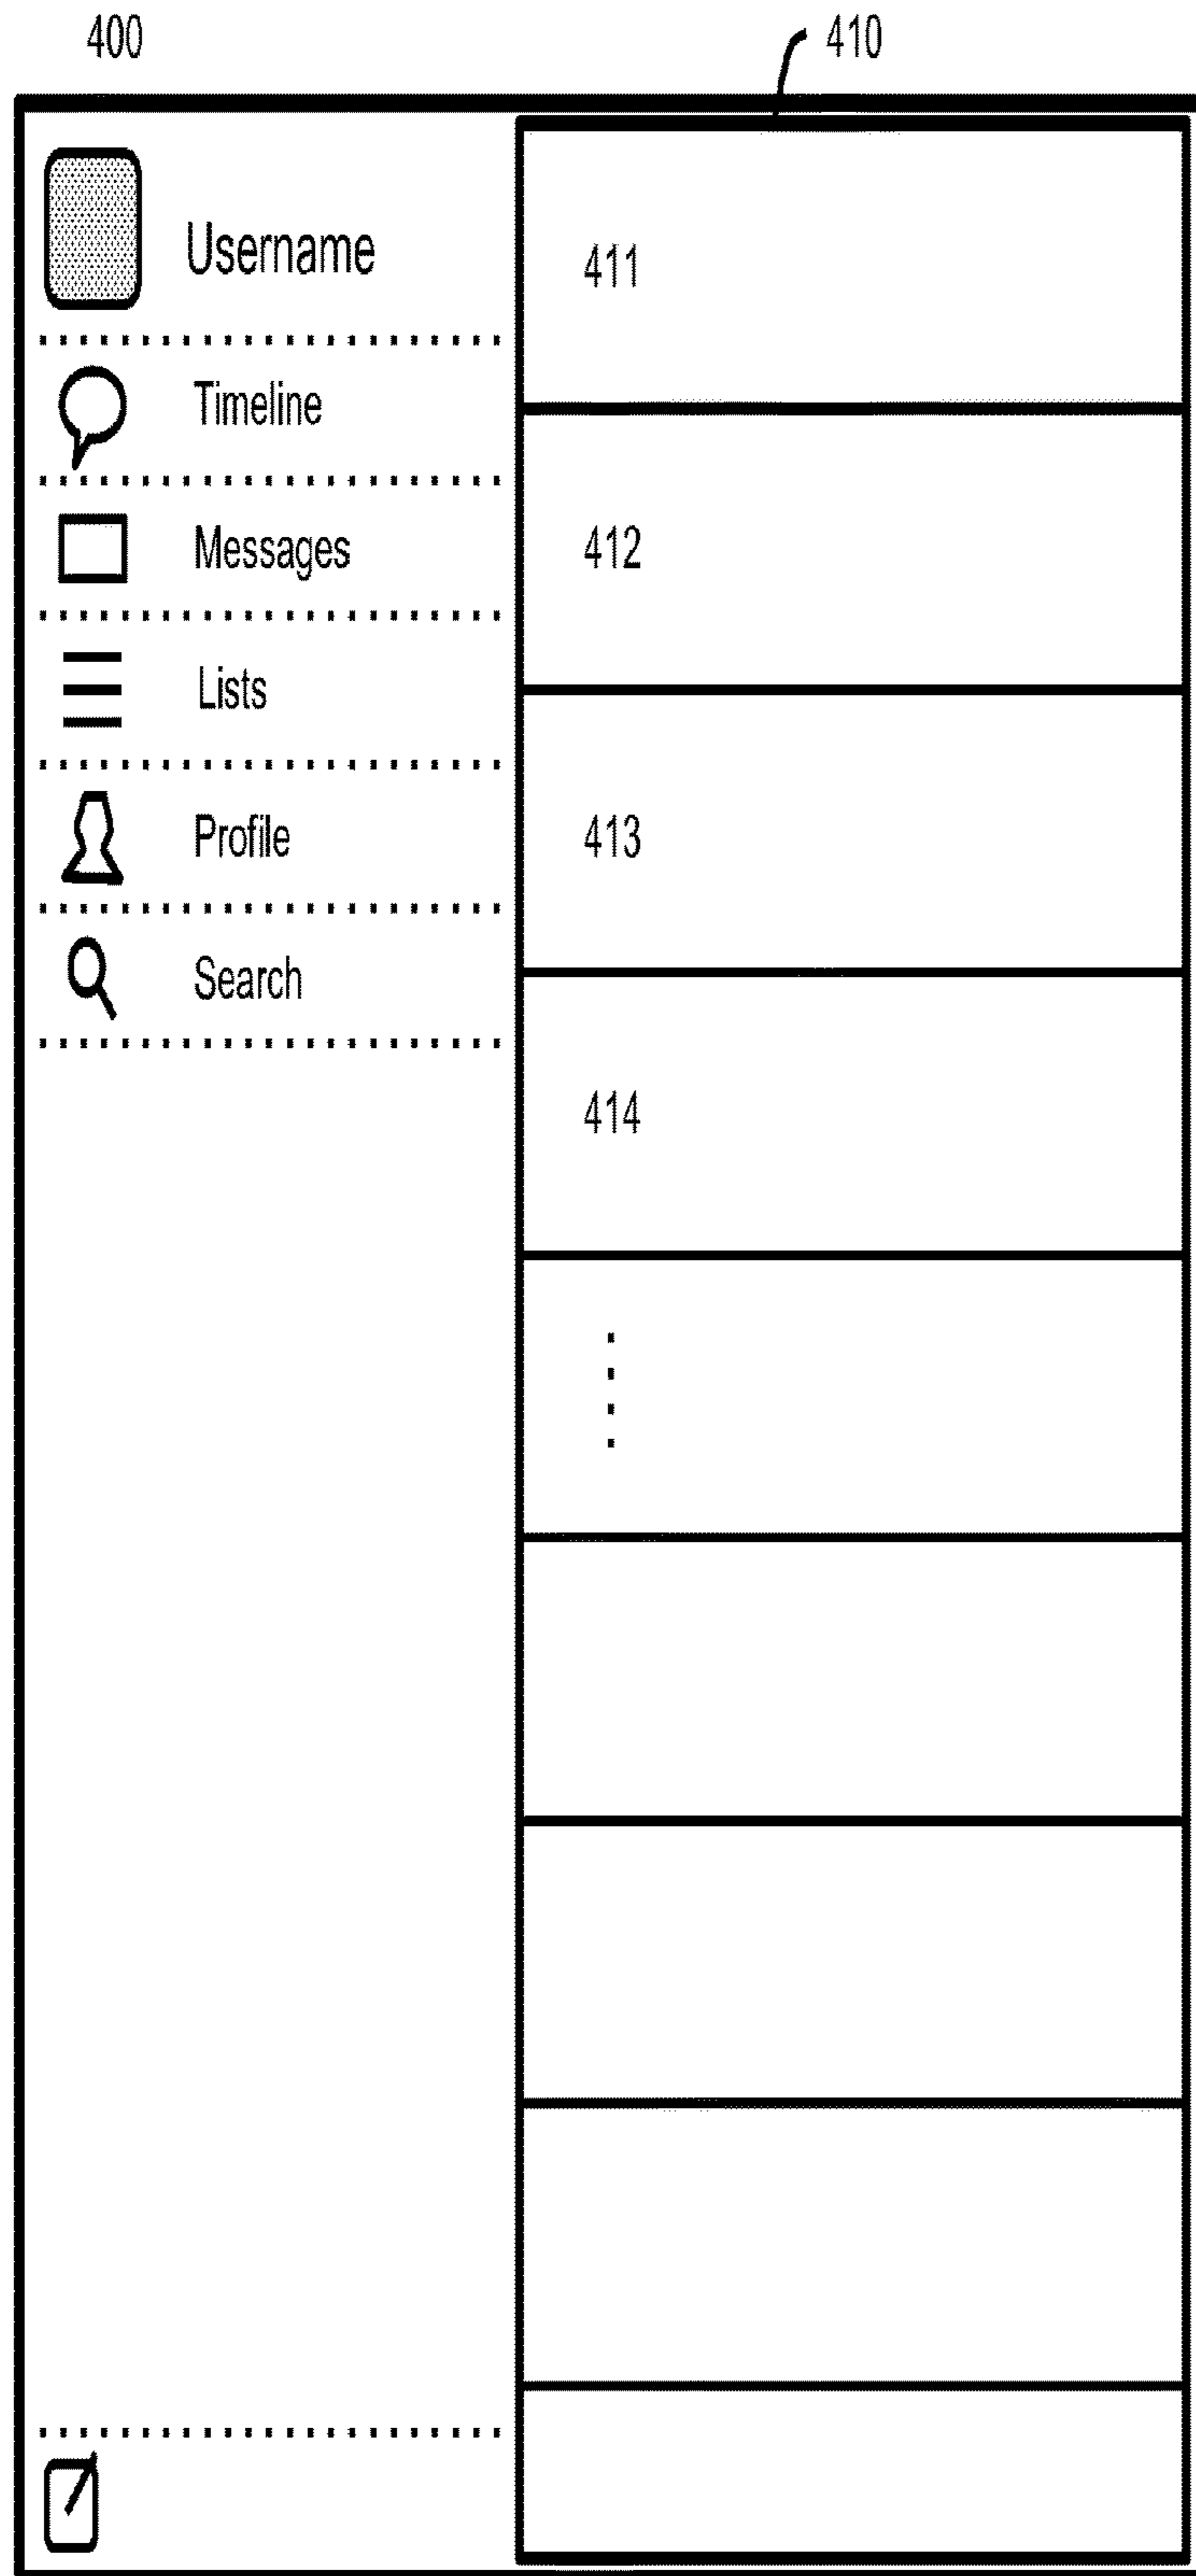 400
410
Username
Timeline
Messages
Lists
Profile
Search
411
412
413
414